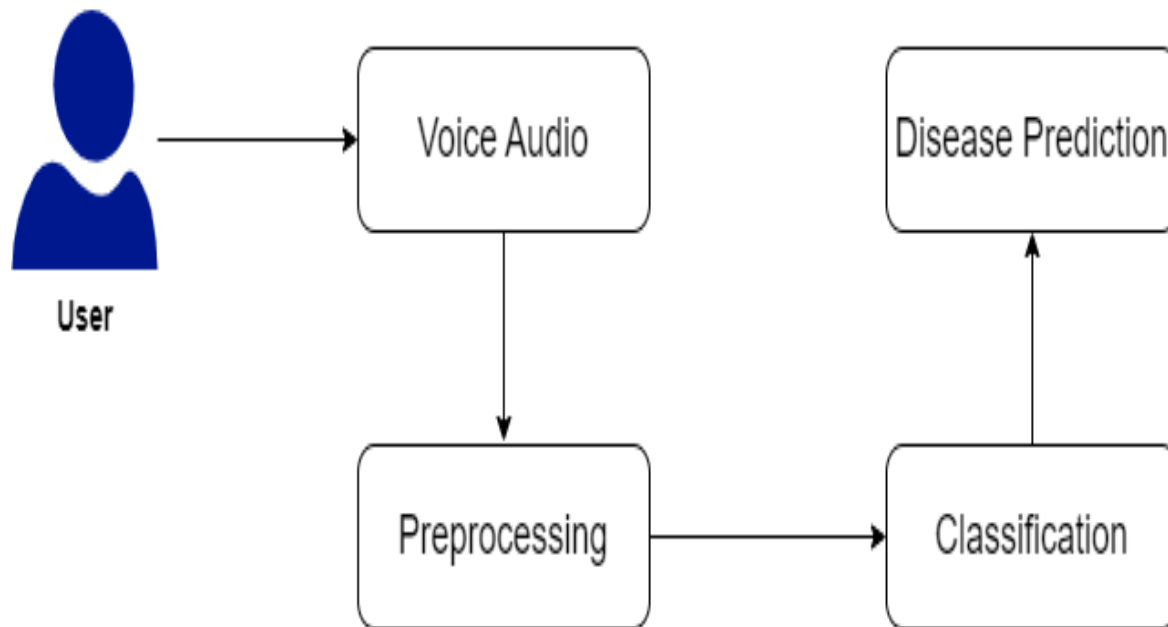 Voice Audio
Disease Prediction
User
Preprocessing
Classification